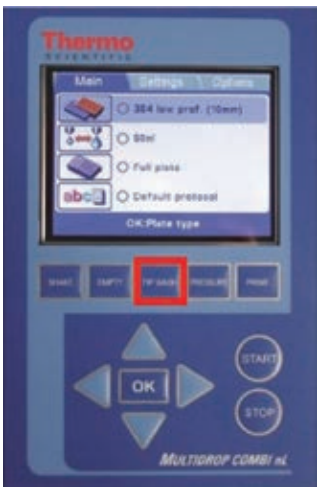 Thermo
SCIENTIFIC
Main Settings Options
384 low prof. (10mm)
Full plate
Default protocol
abc
OK:Plate type
SHAKE EMPTY TIP WASH PRESSURE PRIME
START
OK
STOP
MULTIDROP COMBI nL